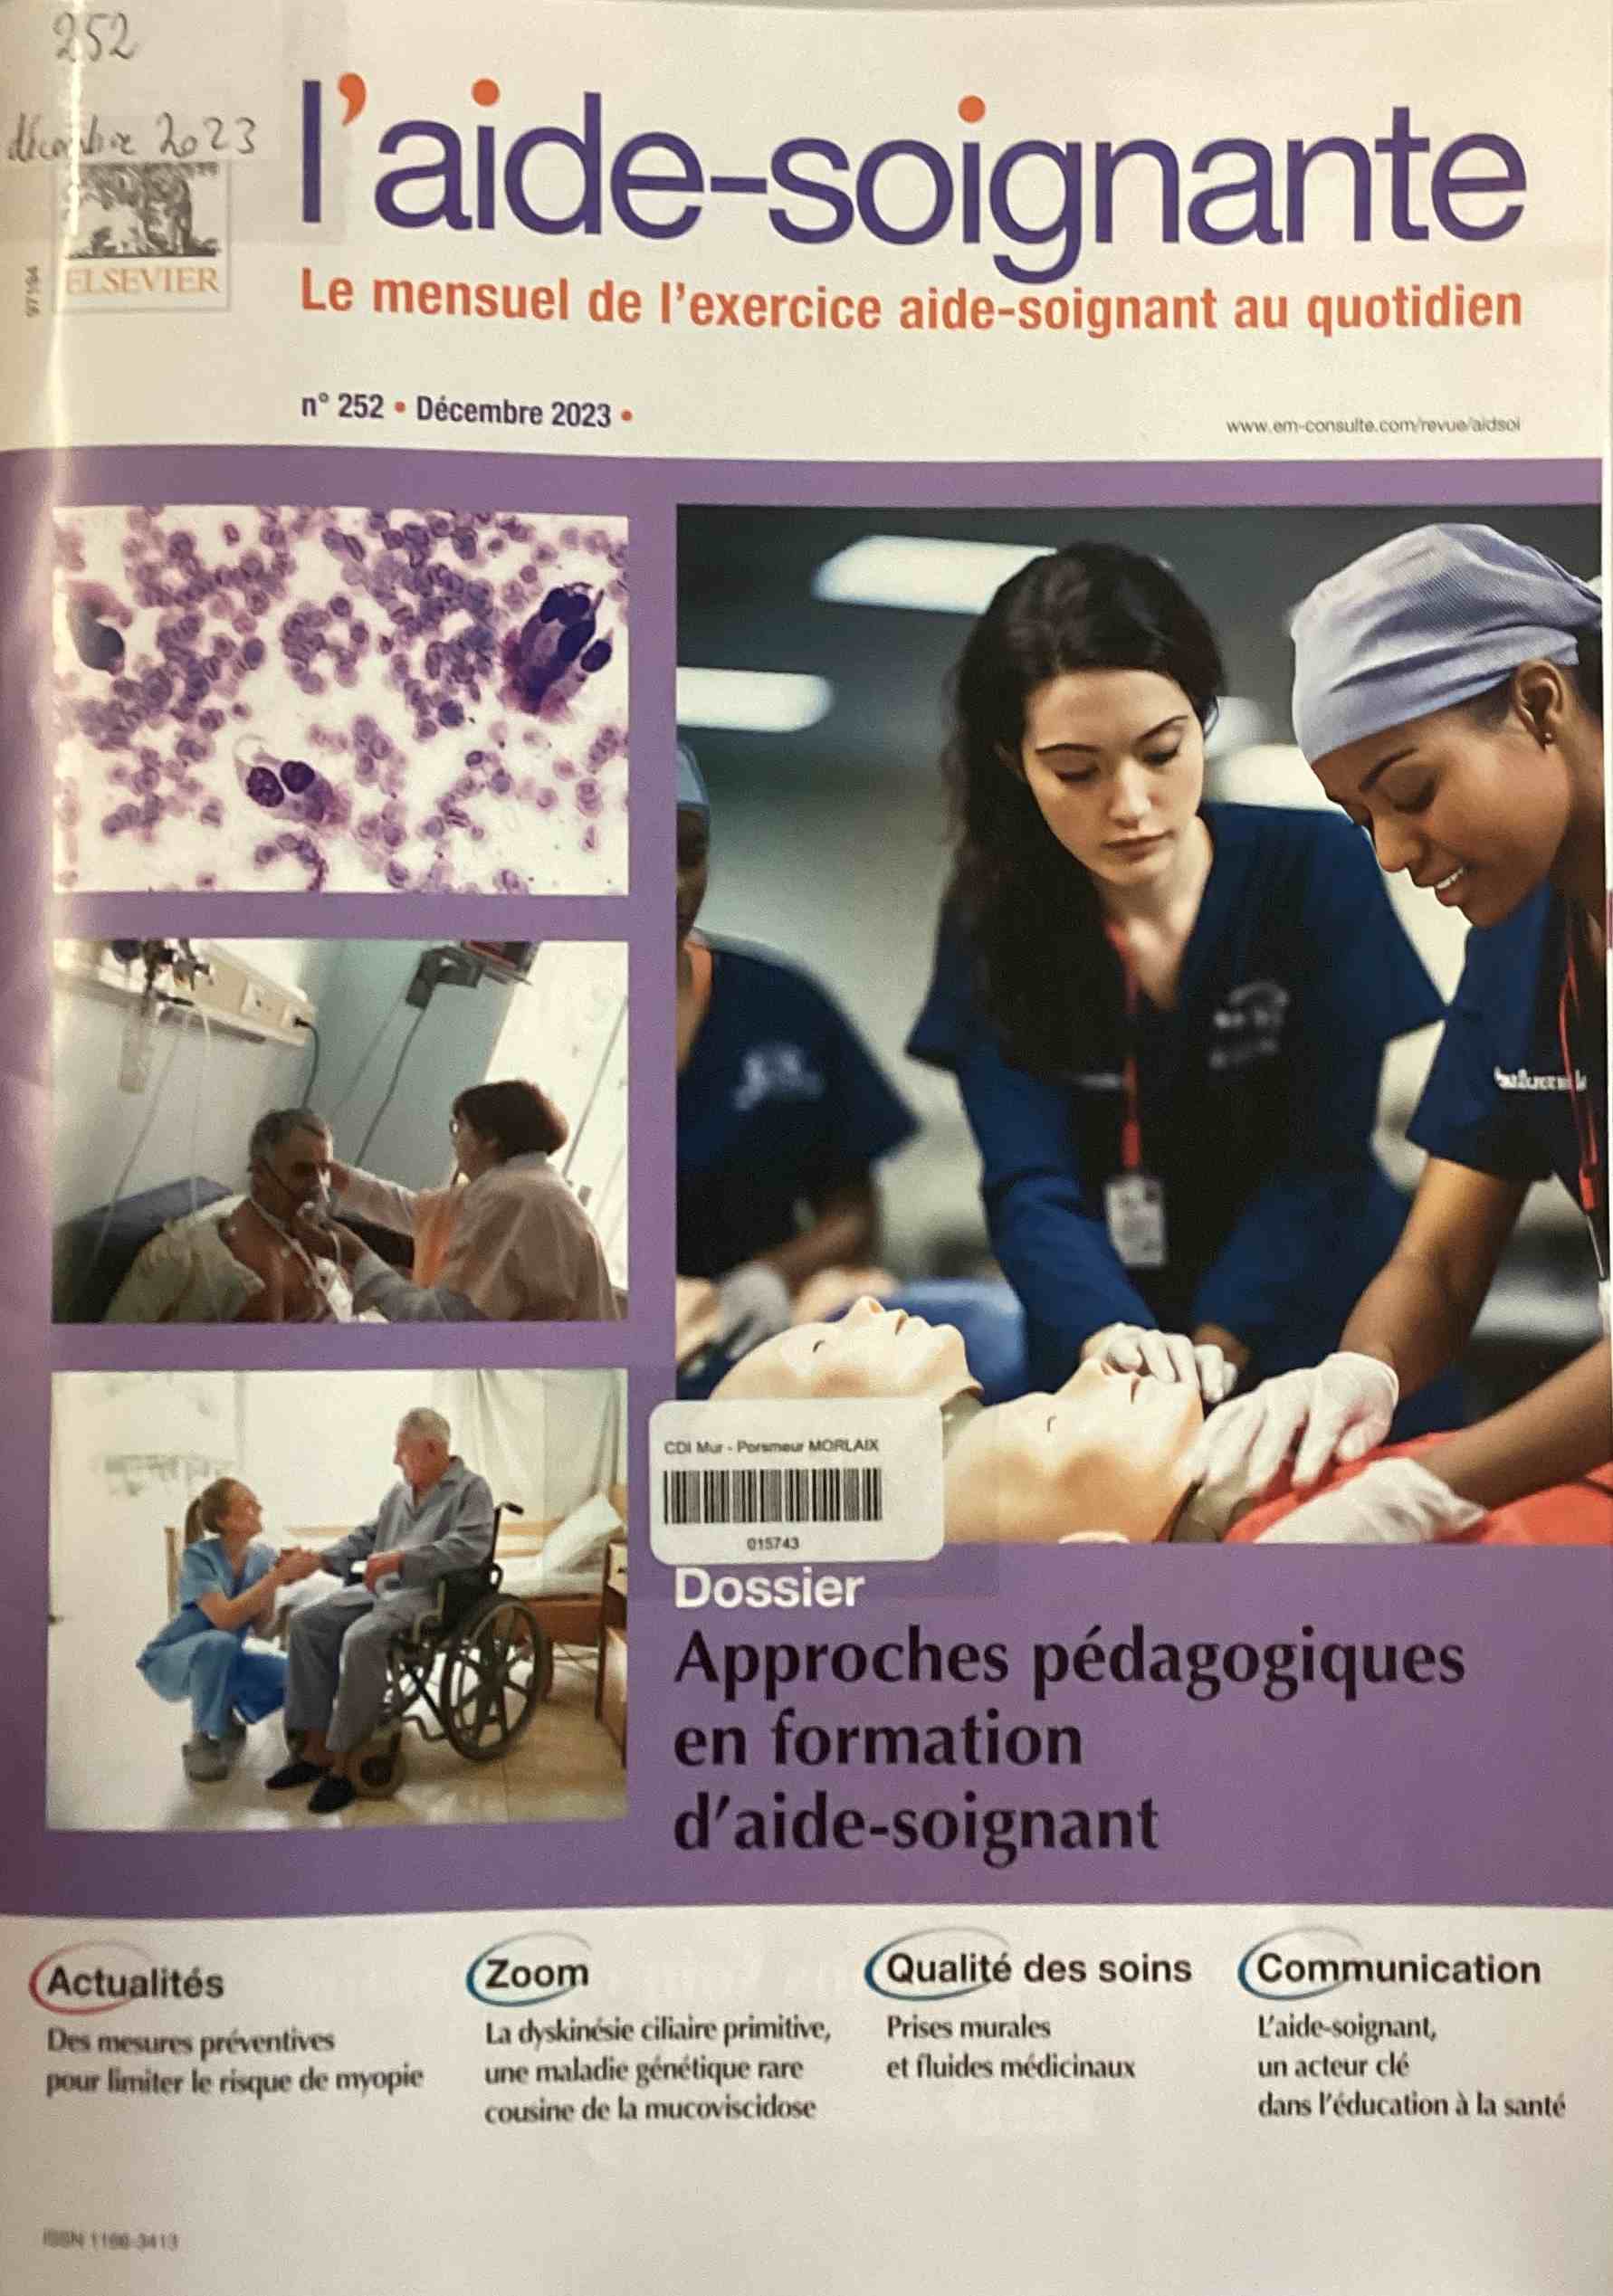 252
décembre 2023
l'aide-soignante
ELSEVIER
97194
Le mensuel de l'exercice aide-soignant au quotidien
n° 252 • Décembre 2023 •
www.em-consulte.com/revue/aidsoi
CDI Mur - Porsmeur MORLAIX
015743
Dossier
Approches pédagogiques
en formation
d'aide-soignant
Actualités
Des mesures préventives
pour limiter le risque de myopie
Zoom
La dyskinésie ciliaire primitive,
une maladie génétique rare
cousine de la mucoviscidose
Qualité des soins
Prises murales
et fluides médicinaux
Communication
L'aide-soignant,
un acteur clé
dans l'éducation à la santé
ISSN 1166-3413